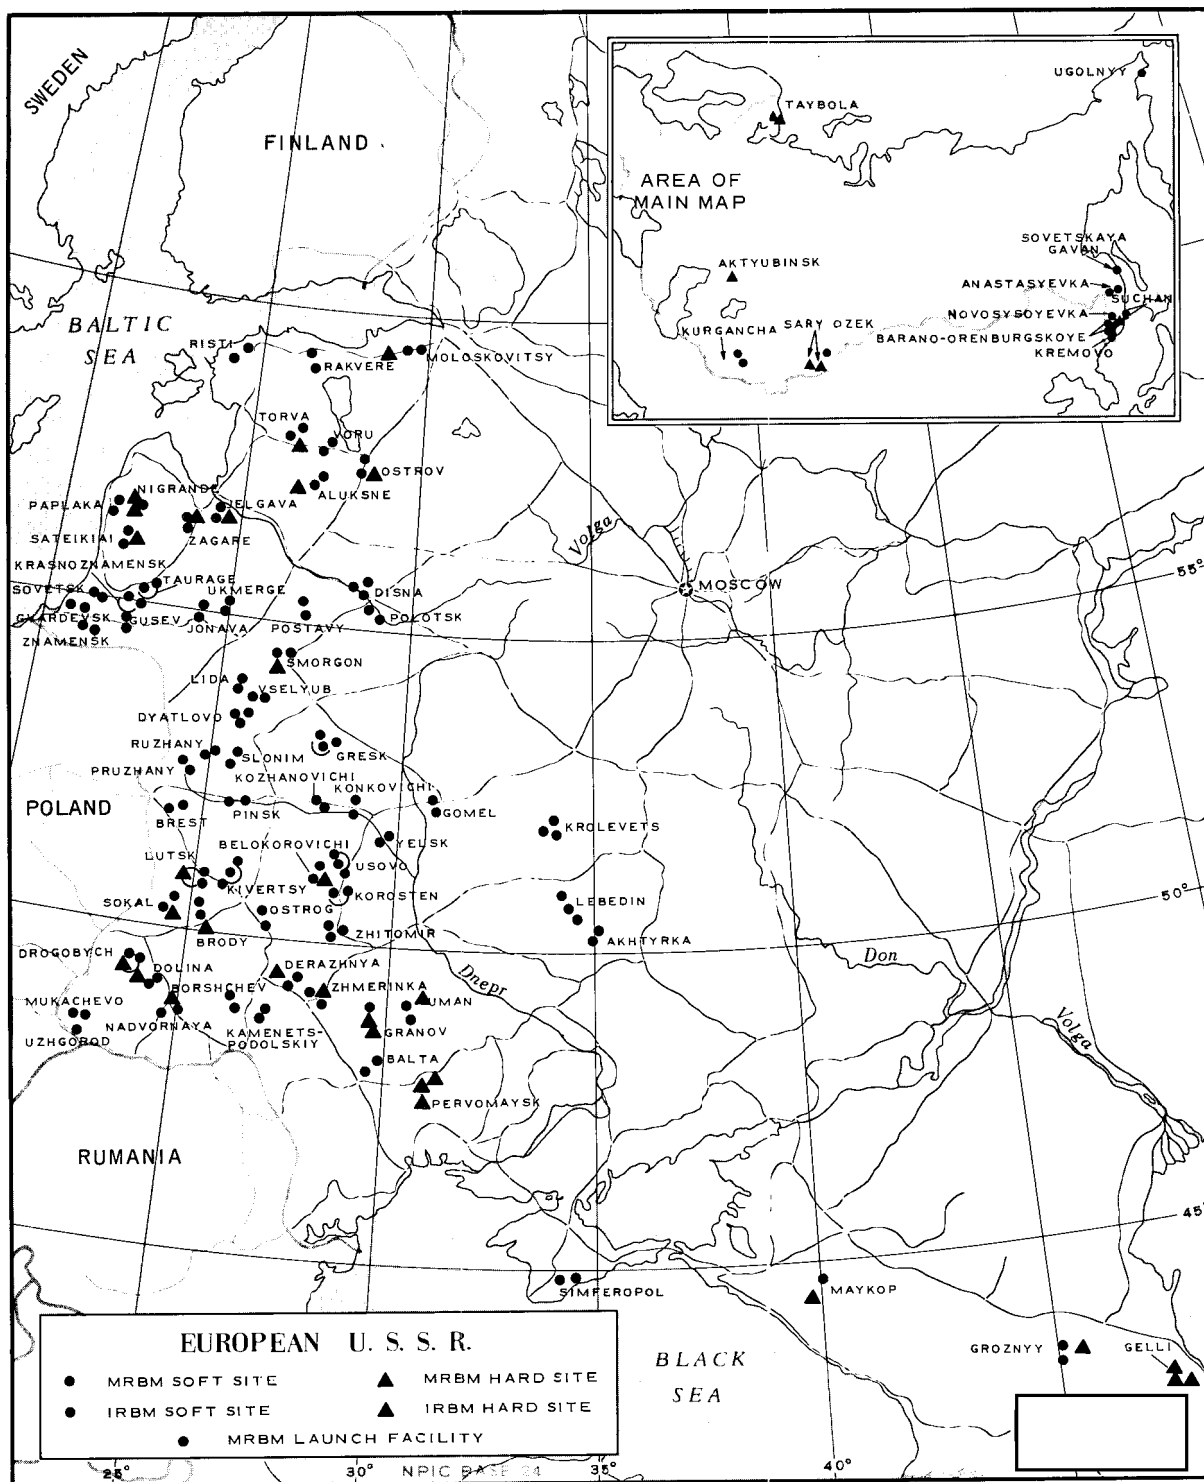 SWEDEN
FINLAND
BALTIC
SEA
UGOLNYY
TAYBOLA
AREA OF
MAIN MAP
SOVETSKAYA
GAVAN
AKTYUBINSK
ANASTASYEVKA
SUCHAN
NOVOSYSOYEVKA
KURGANCHA
SARY OZEK
BARANO-ORENBURGSKOYE
KREMOVO
RISTI
RAKVERE
MOLOSKOVITSY
TORVA
VORU
OSTROV
ALUKSNE
NIGRANDE
PAPLAKA
JELGAVA
SATEIKIAI
ZAGARE
Volga
KRASNOZNAMENSK
TAURAGE
SOVETSK
UKMERGE
DISNA
MOSCOW
55°
GVARDEYSK
GUSEV
JONAVA
POSTAVY
POLOTSK
ZNAMENSK
SMORGON
LIDA
VSELYUB
DYATLOVO
RUZHANY
SLONIM
GRESK
PRUZHANY
KOZHANOVICHI
KONKOVICHI
POLAND
BREST
PINSK
GOMEL
KROLEVETS
BELOKOROVICHI
YELSK
LUTSK
USOVO
KIVERTSY
KOROSTEN
SOKAL
OSTROG
LEBEDIN
50°
BRODY
ZHITOMIR
AKHTYRKA
DROGOBYCH
DOLINA
DERAZHNYA
Dnepr
Don
BORSHCHEV
ZHMERINKA
MUKACHEVO
UMAN
NADVORNAYA
KAMENETS-
PODOLSKIY
GRANOV
UZHGOROD
Volga
BALTA
PERVOMAYSK
RUMANIA
45°
SIMFEROPOL
MAYKOP
GROZNYY
GELLI
BLACK
SEA
EUROPEAN U. S. S. R.
MRBM SOFT SITE
MRBM HARD SITE
IRBM SOFT SITE
IRBM HARD SITE
MRBM LAUNCH FACILITY
25°
30°
NPIC BASE 24
35°
40°